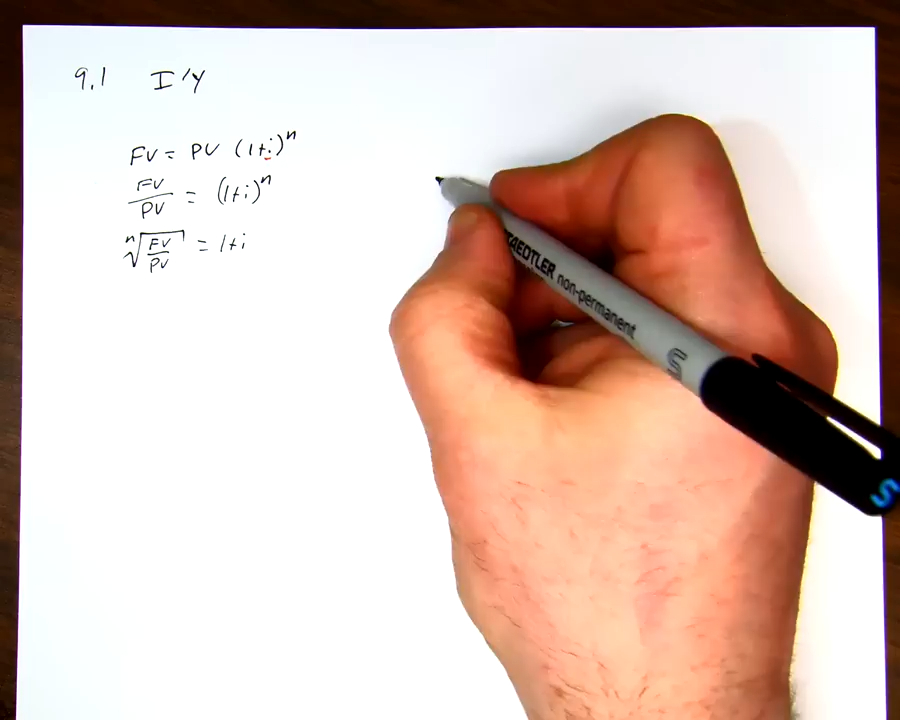 9.1 I/Y
FV = PV (1+i)^n
FV/PV = (1+i)^n
n√(FV/PV) = 1+i
STAEDTLER non-permanent
S